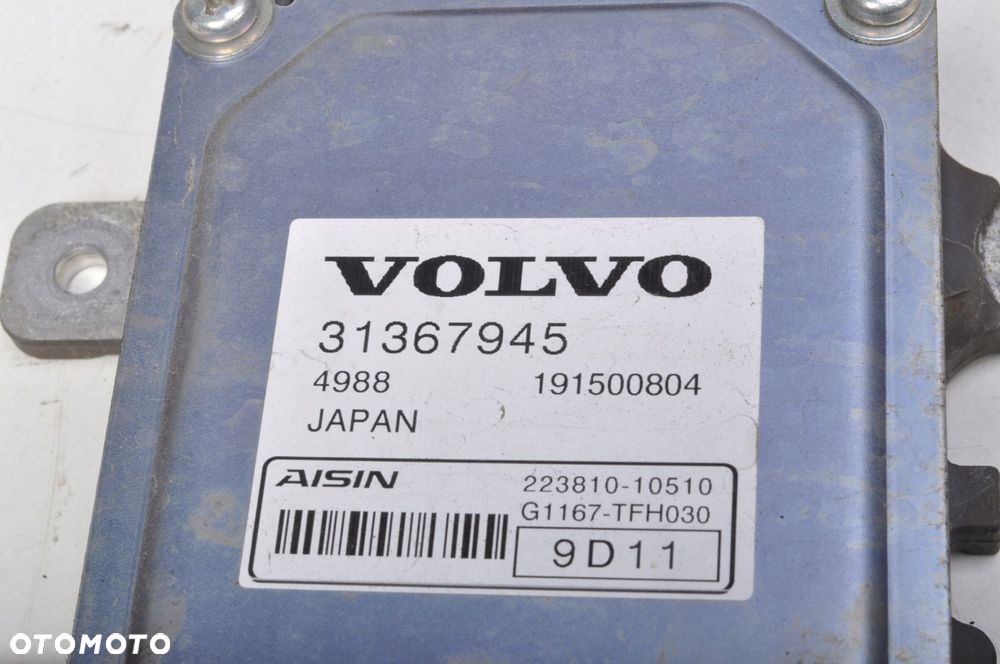 VOLVO
31367945
4988 191500804
JAPAN
AISIN 223810-10510
G1167-TFH030
9D11
OTOMOTO